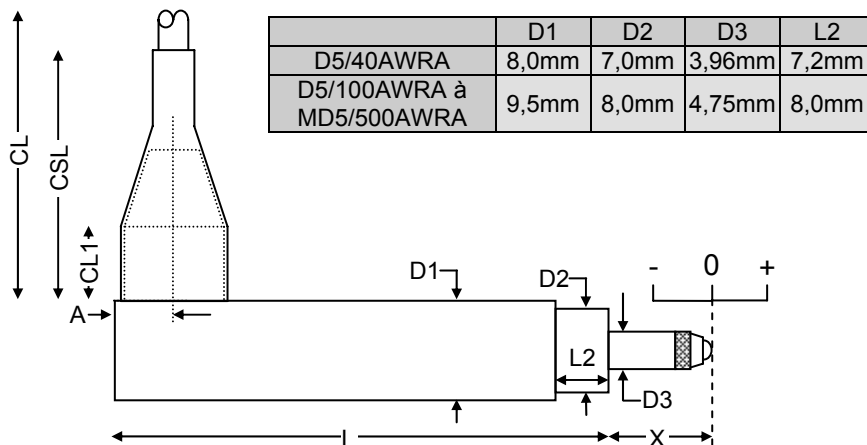 D1 D2 D3 L2
D5/40AWRA 8,0mm 7,0mm 3,96mm 7,2mm
D5/100AWRA à
MD5/500AWRA 9,5mm 8,0mm 4,75mm 8,0mm
CL
CSL
CL1
A
D1
D2
- 0 +
L2
D3
L
X